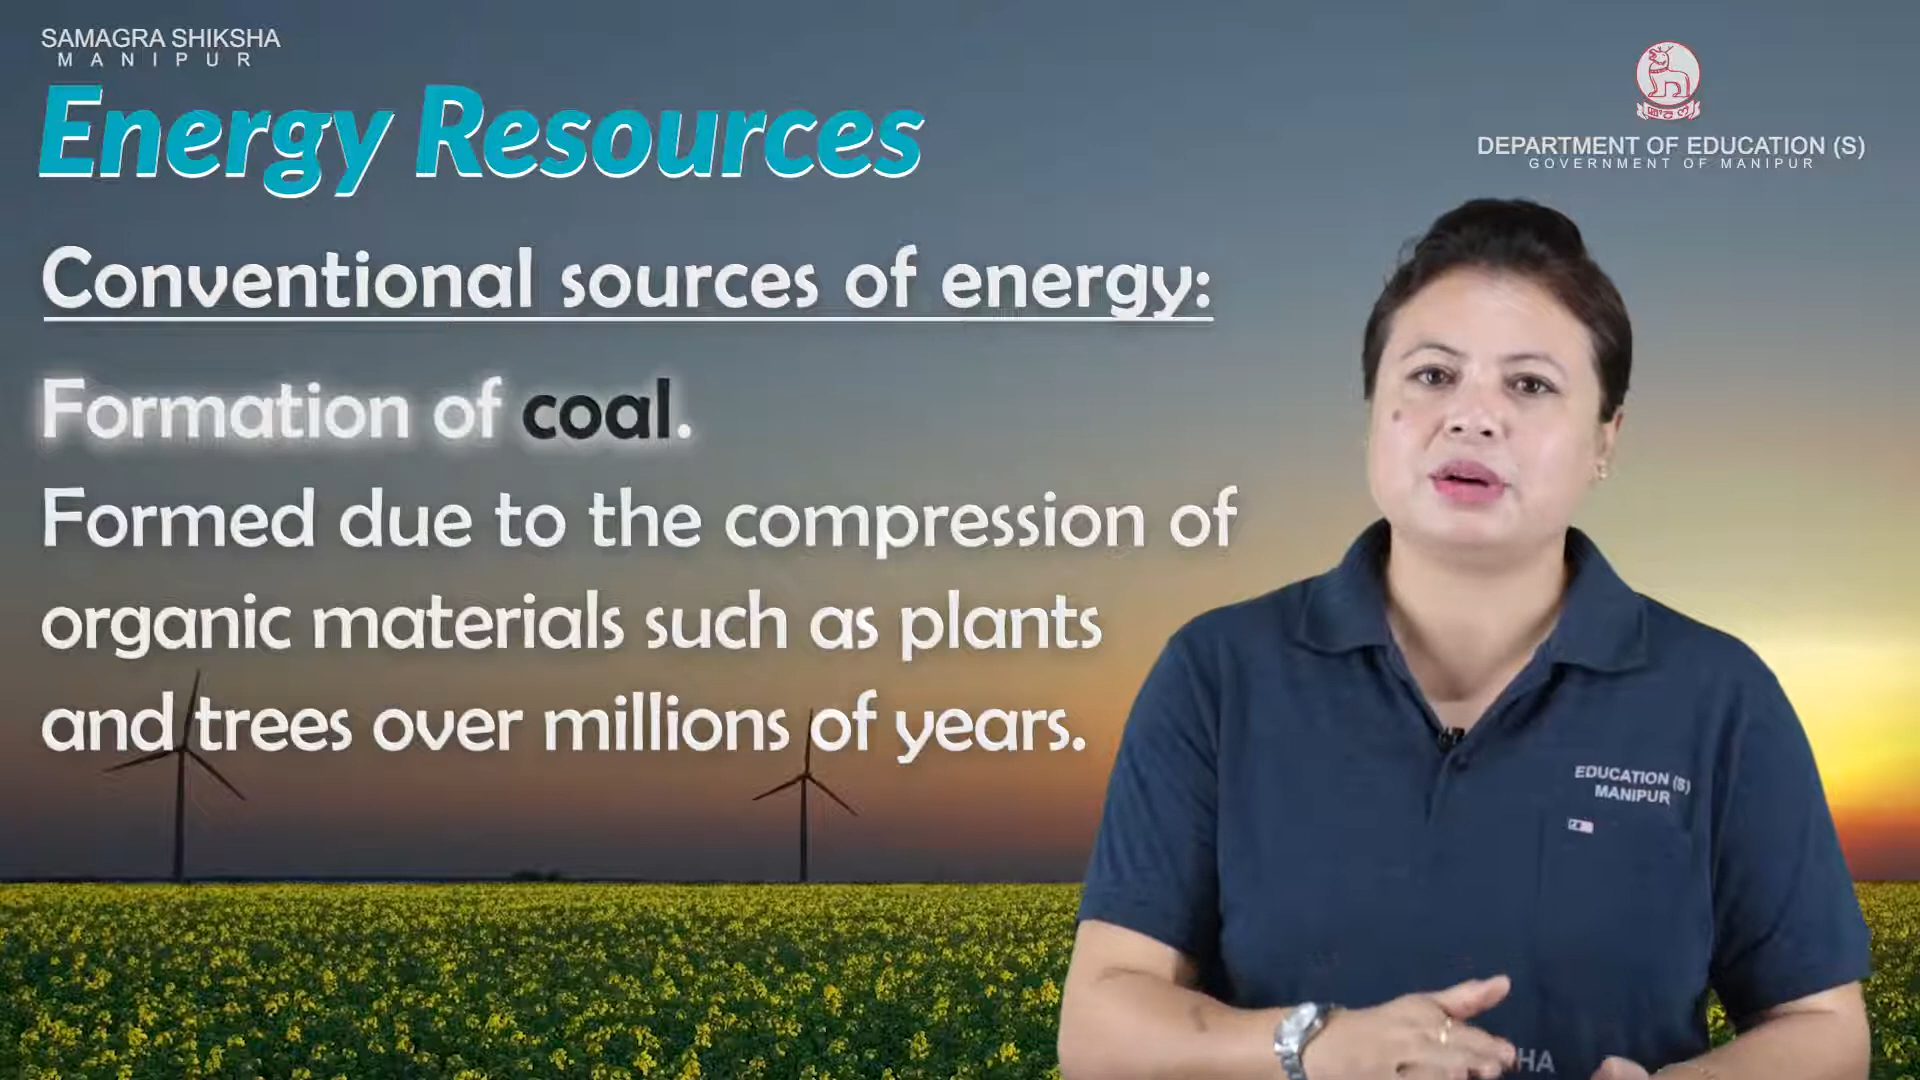 SAMAGRA SHIKSHA
MANIPUR
Energy Resources
DEPARTMENT OF EDUCATION (S)
GOVERNMENT OF MANIPUR
Conventional sources of energy:
Formation of coal.
Formed due to the compression of
organic materials such as plants
and trees over millions of years.
EDUCATION (S)
MANIPUR